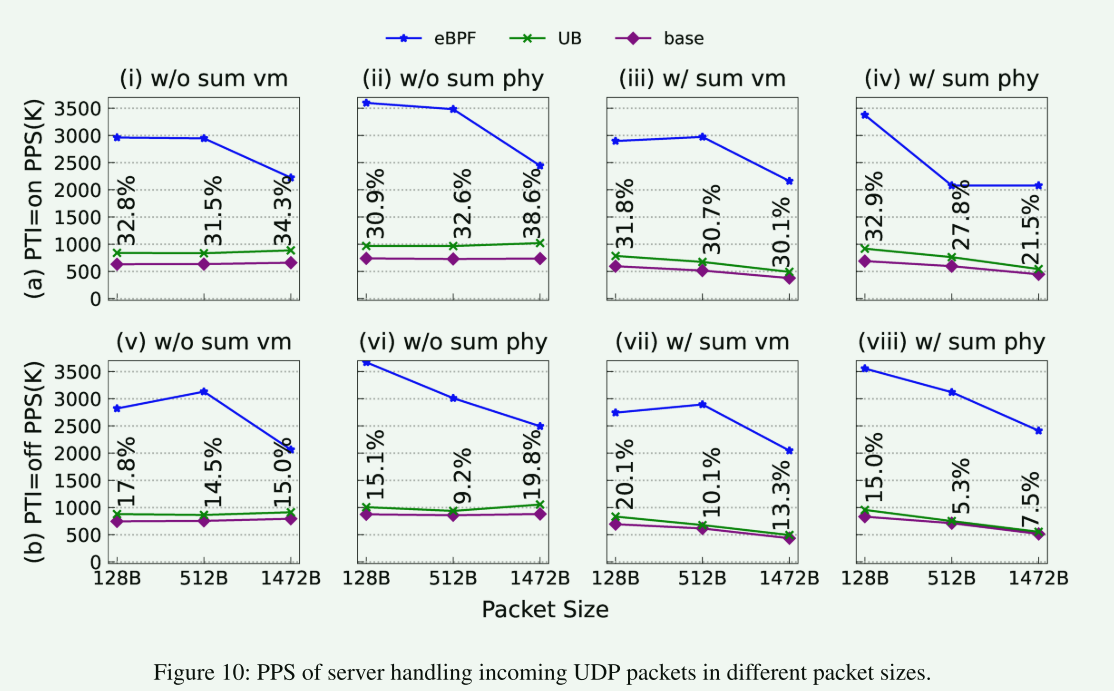 eBPF UB base
(i) w/o sum vm (ii) w/o sum phy (iii) w/ sum vm (iv) w/ sum phy
(a) PTI=on PPS(K)
3500
3000
2500
2000
1500
1000
500
0
32.8% 31.5% 34.3%
30.9% 32.6% 38.6%
31.8% 30.7% 30.1%
32.9% 27.8% 21.5%
(v) w/o sum vm (vi) w/o sum phy (vii) w/ sum vm (viii) w/ sum phy
(b) PTI=off PPS(K)
3500
3000
2500
2000
1500
1000
500
0
17.8% 14.5% 15.0%
15.1% 9.2% 19.8%
20.1% 10.1% 13.3%
15.0% 5.3% 7.5%
128B 512B 1472B 128B 512B 1472B 128B 512B 1472B 128B 512B 1472B
Packet Size
Figure 10: PPS of server handling incoming UDP packets in different packet sizes.